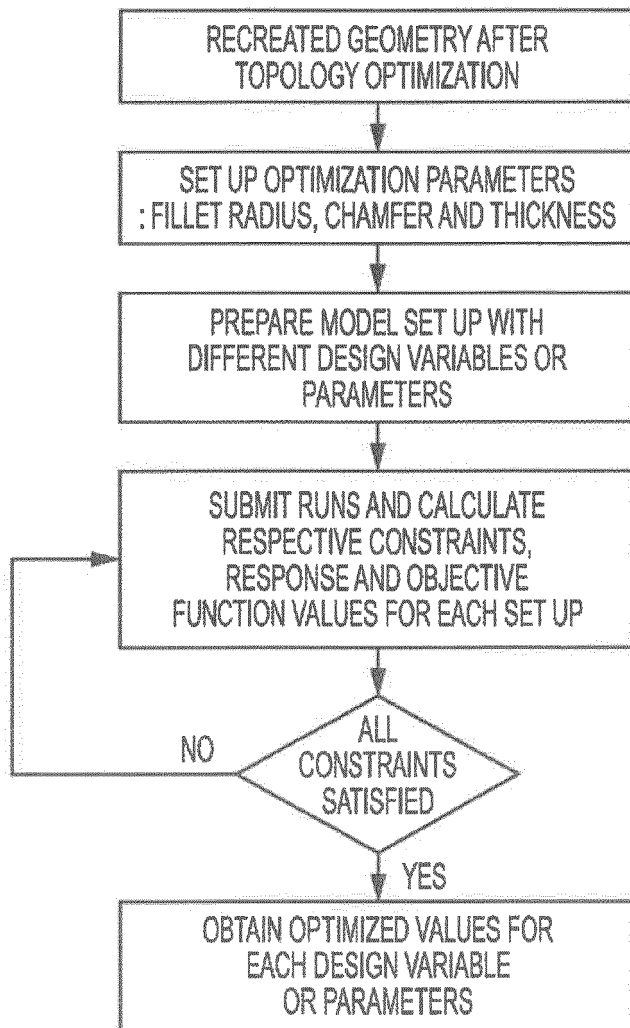 RECREATED GEOMETRY AFTER
TOPOLOGY OPTIMIZATION
SET UP OPTIMIZATION PARAMETERS
: FILLET RADIUS, CHAMFER AND THICKNESS
PREPARE MODEL SET UP WITH
DIFFERENT DESIGN VARIABLES OR
PARAMETERS
SUBMIT RUNS AND CALCULATE
RESPECTIVE CONSTRAINTS,
RESPONSE AND OBJECTIVE
FUNCTION VALUES FOR EACH SET UP
ALL
CONSTRAINTS
SATISFIED
NO
YES
OBTAIN OPTIMIZED VALUES FOR
EACH DESIGN VARIABLE
OR PARAMETERS